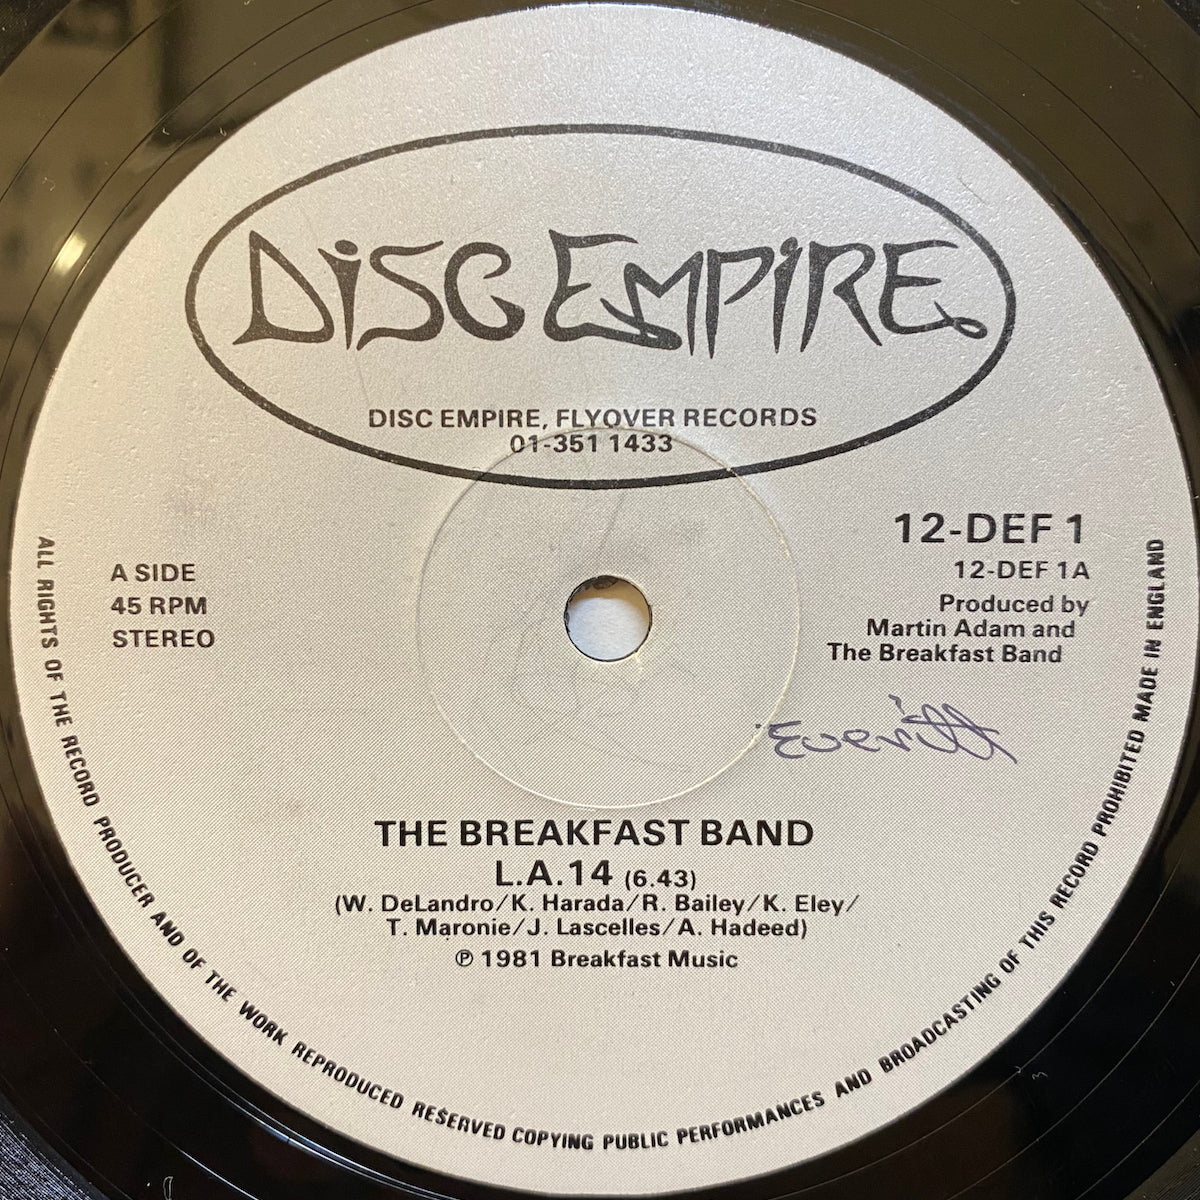 DISC EMPIRE
DISC EMPIRE, FLYOVER RECORDS
01-351 1433
12-DEF 1
12-DEF 1A
Produced by
Martin Adam and
The Breakfast Band
A SIDE
45 RPM
STEREO
Everitt
THE BREAKFAST BAND
L.A.14 (6.43)
(W. DeLandro/K. Harada/R. Bailey/K. Eley/
T. Maronie/J. Lascelles/A. Hadeed)
℗ 1981 Breakfast Music
ALL RIGHTS OF THE RECORD PRODUCER AND OF THE WORK REPRODUCED RESERVED COPYING PUBLIC PERFORMANCES AND BROADCASTING OF THIS RECORD PROHIBITED MADE IN ENGLAND